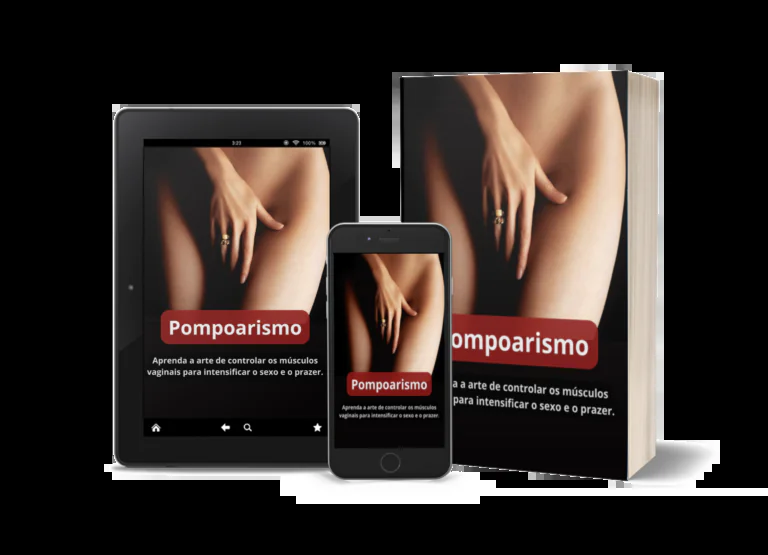 3:23 100%
Pompoarismo
Aprenda a arte de controlar os músculos
vaginais para intensificar o sexo e o prazer.
Pompoarismo
Aprenda a arte de controlar os músculos
vaginais para intensificar o sexo e o prazer.
ompoarismo
a a arte de controlar os músculos
para intensificar o sexo e o prazer.